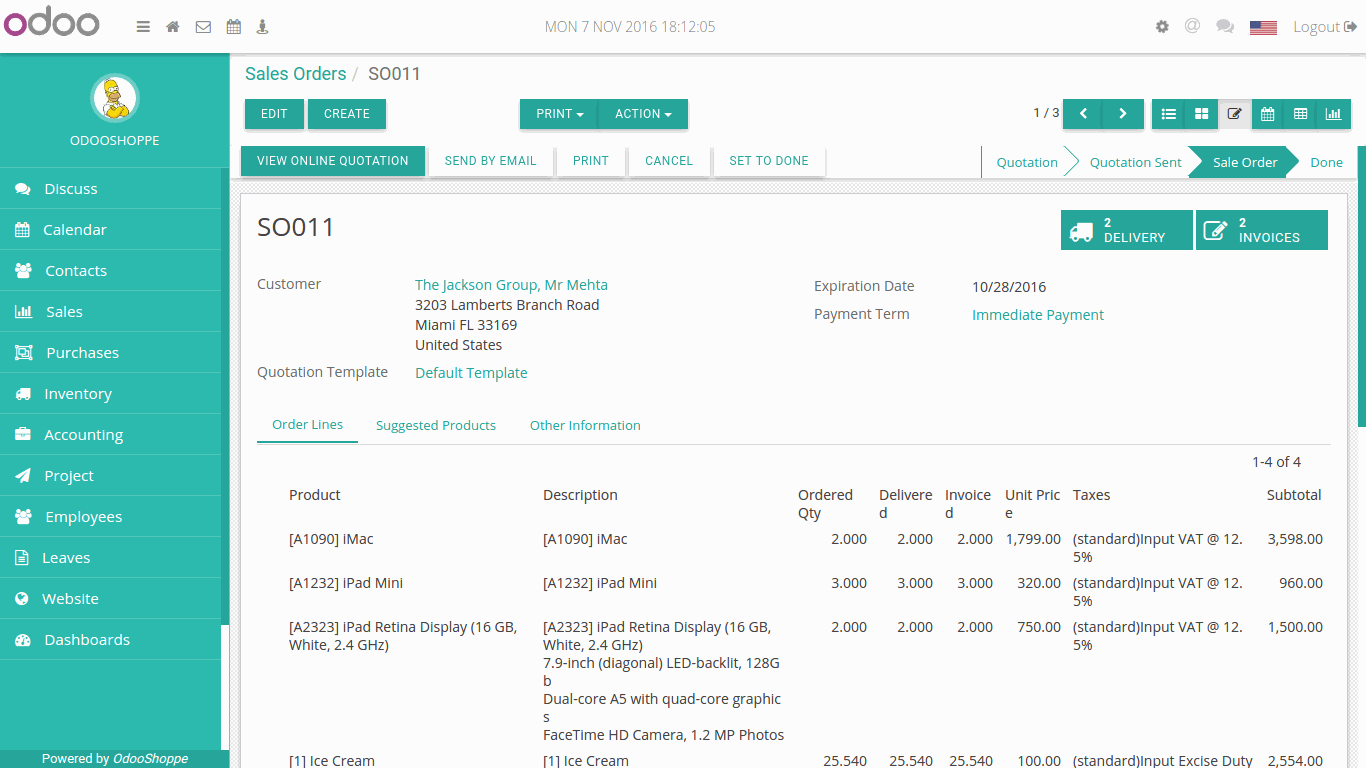 odoo
MON 7 NOV 2016 18:12:05
Logout
ODOOSHOPPE
Discuss
Calendar
Contacts
Sales
Purchases
Inventory
Accounting
Project
Employees
Leaves
Website
Dashboards
Powered by OdooShoppe
Sales Orders / SO011
EDIT CREATE PRINT ACTION 1 / 3
VIEW ONLINE QUOTATION SEND BY EMAIL PRINT CANCEL SET TO DONE Quotation Quotation Sent Sale Order Done
SO011
2
DELIVERY
2
INVOICES
Customer
The Jackson Group, Mr Mehta
3203 Lamberts Branch Road
Miami FL 33169
United States
Quotation Template Default Template
Expiration Date 10/28/2016
Payment Term Immediate Payment
Order Lines Suggested Products Other Information
1-4 of 4
Product Description Ordered Delivere Invoice Unit Pric Taxes Subtotal
Qty d d e
[A1090] iMac [A1090] iMac 2.000 2.000 2.000 1,799.00 (standard)Input VAT @ 12. 3,598.00
5%
[A1232] iPad Mini [A1232] iPad Mini 3.000 3.000 3.000 320.00 (standard)Input VAT @ 12. 960.00
5%
[A2323] iPad Retina Display (16 GB, [A2323] iPad Retina Display (16 GB, 2.000 2.000 2.000 750.00 (standard)Input VAT @ 12. 1,500.00
White, 2.4 GHz) White, 2.4 GHz) 5%
7.9-inch (diagonal) LED-backlit, 128G
b
Dual-core A5 with quad-core graphic
s
FaceTime HD Camera, 1.2 MP Photos
[1] Ice Cream [1] Ice Cream 25.540 25.540 25.540 100.00 (standard)Input Excise Duty 2,554.00